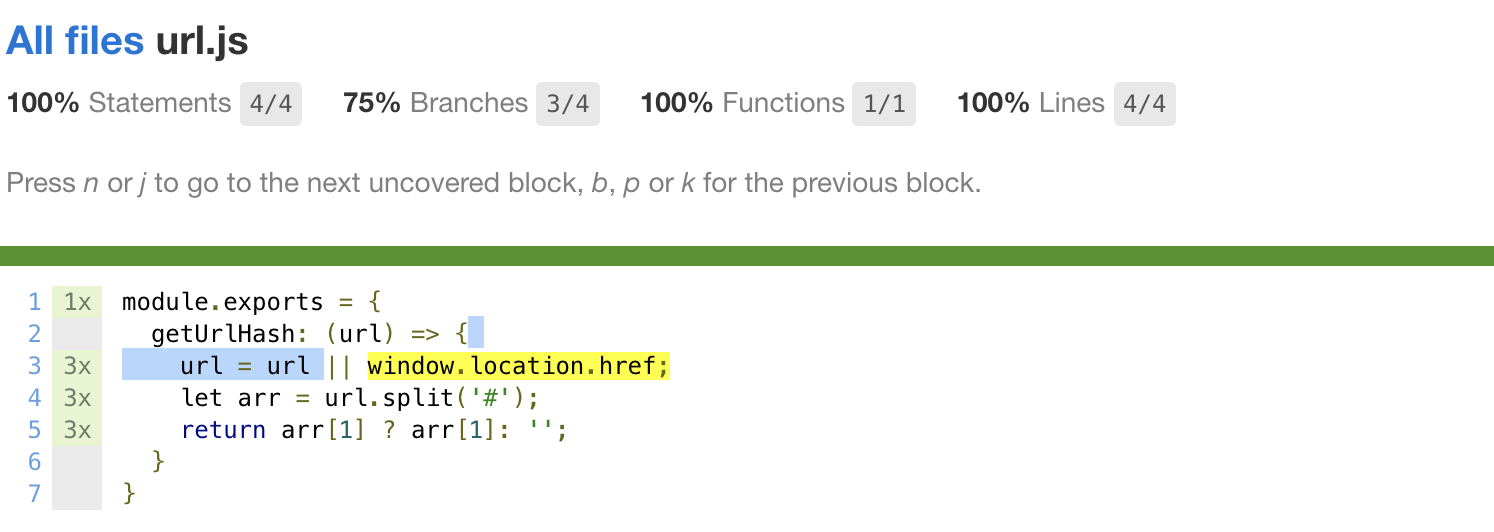 All files url.js
100% Statements 4/4 75% Branches 3/4 100% Functions 1/1 100% Lines 4/4
Press n or j to go to the next uncovered block, b, p or k for the previous block.
1 1x module.exports = {
2 getUrlHash: (url) => {
3 3x url = url || window.location.href;
4 3x let arr = url.split('#');
5 3x return arr[1] ? arr[1]: '';
6 }
7 }